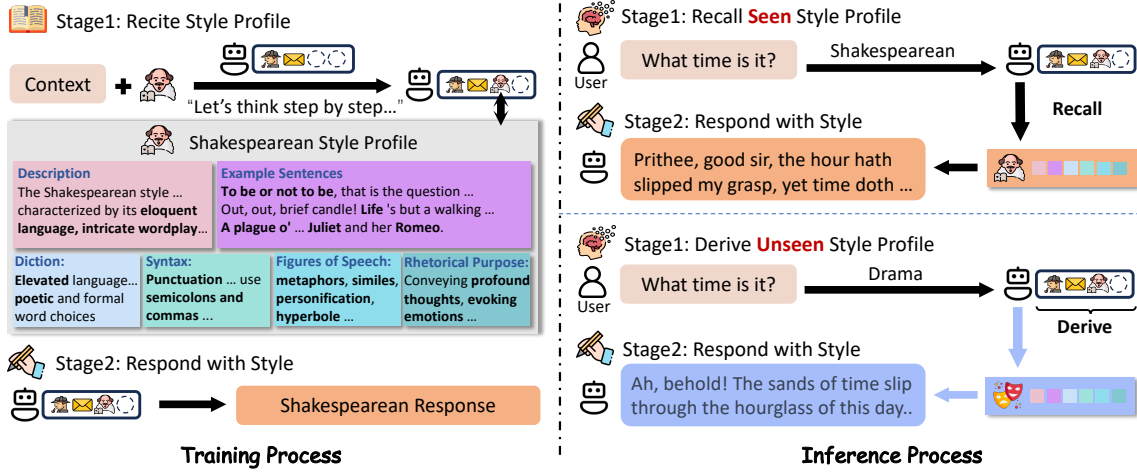 Stage1: Recite Style Profile
Context
"Let's think step by step…"
Shakespearean Style Profile
Description
The Shakespearean style …
characterized by its eloquent
language, intricate wordplay…
Example Sentences
To be or not to be, that is the question …
Out, out, brief candle! Life 's but a walking …
A plague o' … Juliet and her Romeo.
Diction:
Elevated language…
poetic and formal
word choices
Syntax:
Punctuation … use
semicolons and
commas …
Figures of Speech:
metaphors, similes,
personification,
hyperbole …
Rhetorical Purpose:
Conveying profound
thoughts, evoking
emotions …
Stage2: Respond with Style
Shakespearean Response
Training Process
Stage1: Recall Seen Style Profile
User
What time is it?
Shakespearean
Recall
Stage2: Respond with Style
Prithee, good sir, the hour hath
slipped my grasp, yet time doth …
Stage1: Derive Unseen Style Profile
User
What time is it?
Drama
Derive
Stage2: Respond with Style
Ah, behold! The sands of time slip
through the hourglass of this day..
Inference Process